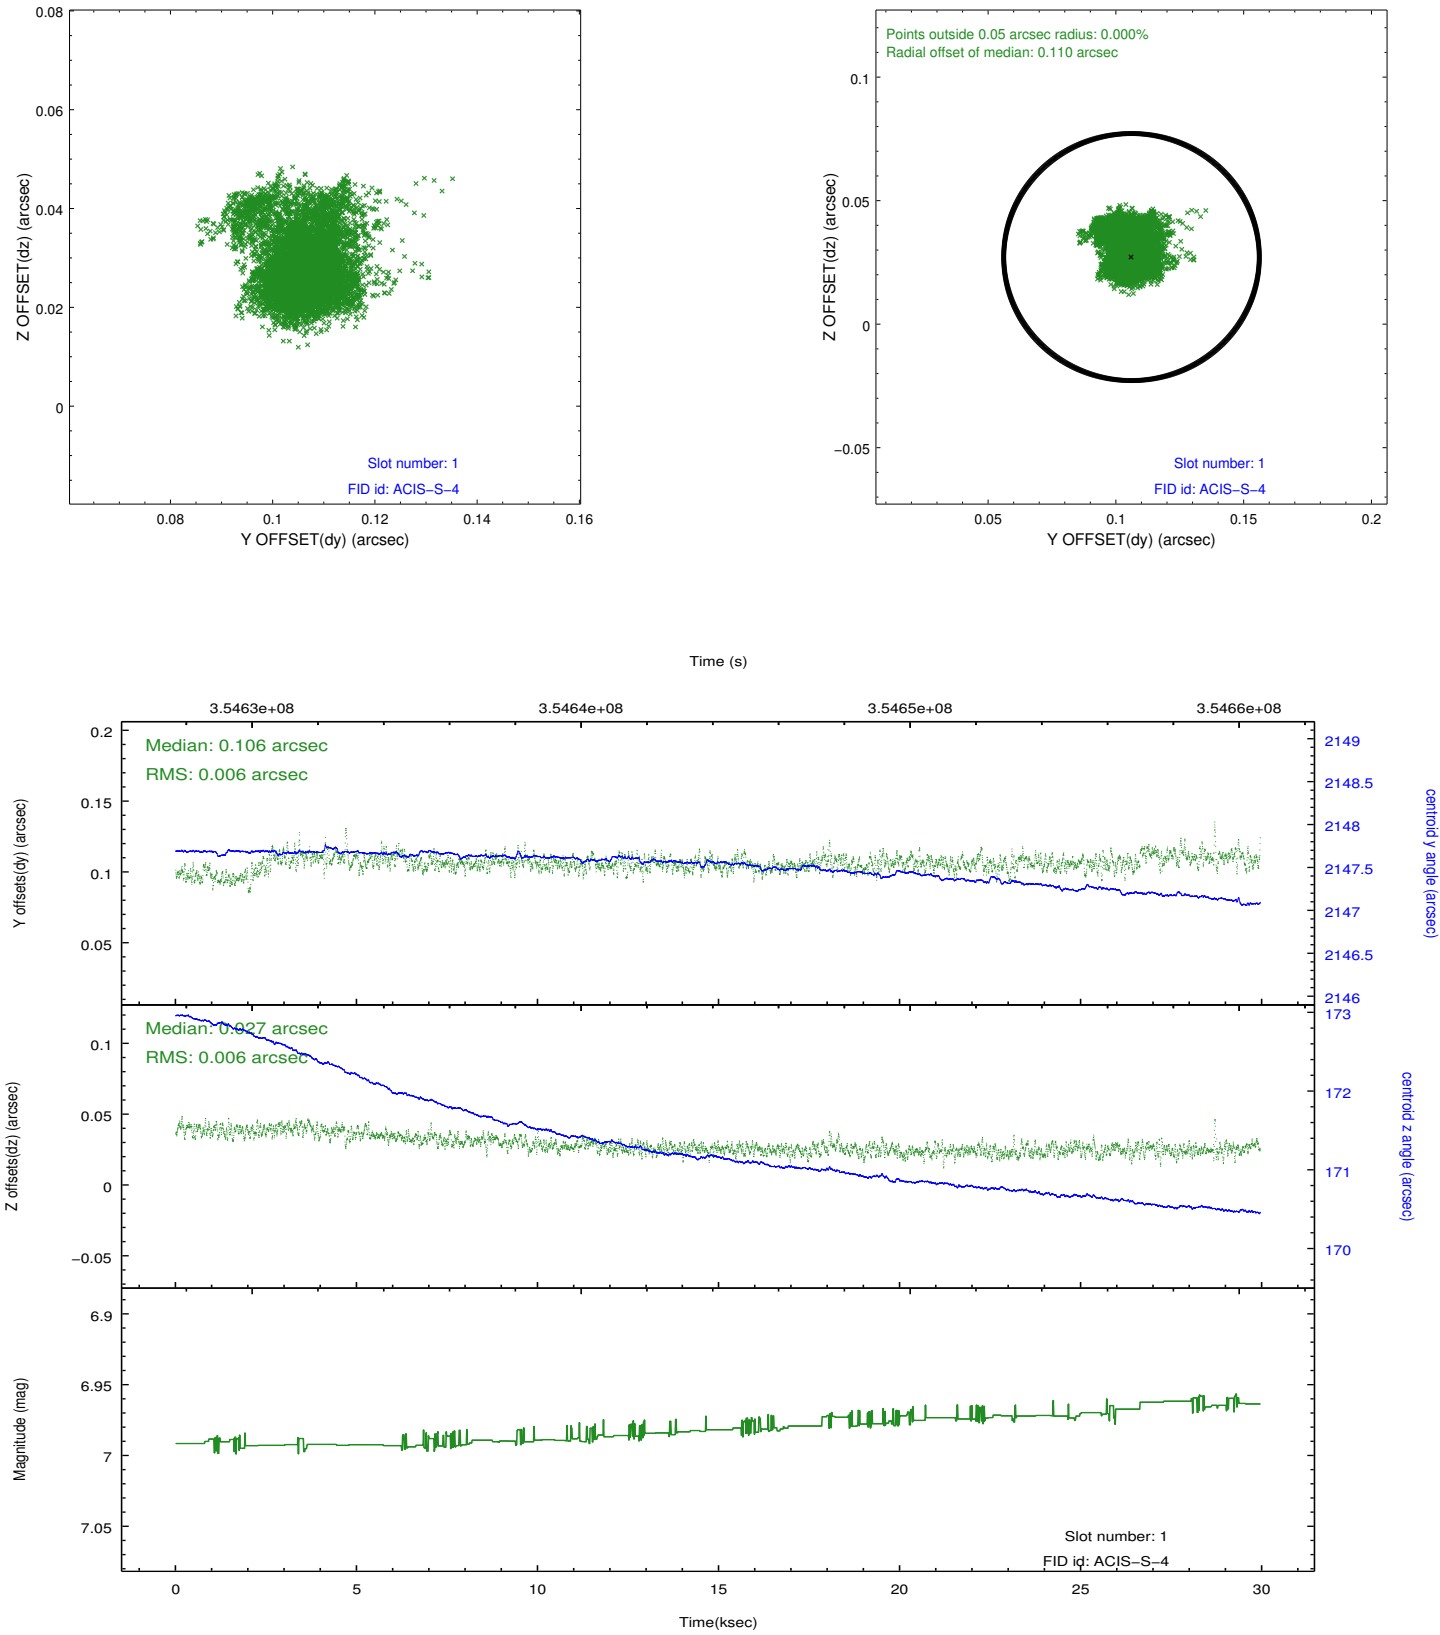 0.08
0.06
0.04
0.02
0
Z OFFSET(dz) (arcsec)
Slot number: 1
FID id: ACIS−S−4
0.08 0.1 0.12 0.14 0.16
Y OFFSET(dy) (arcsec)
Points outside 0.05 arcsec radius: 0.000%
Radial offset of median: 0.110 arcsec
0.1
0.05
0
−0.05
Z OFFSET(dz) (arcsec)
Slot number: 1
FID id: ACIS−S−4
0.05 0.1 0.15 0.2
Y OFFSET(dy) (arcsec)
Time (s)
3.5463e+08 3.5464e+08 3.5465e+08 3.5466e+08
Median: 0.106 arcsec
RMS: 0.006 arcsec
0.2
0.15
0.1
0.05
Y offsets(dy) (arcsec)
2149
2148.5
2148
2147.5
2147
2146.5
2146
centroid y angle (arcsec)
Median: 0.027 arcsec
RMS: 0.006 arcsec
0.1
0.05
0
−0.05
Z offsets(dz) (arcsec)
173
172
171
170
centroid z angle (arcsec)
6.9
6.95
7
7.05
Magnitude (mag)
Slot number: 1
FID id: ACIS−S−4
0 5 10 15 20 25 30
Time(ksec)